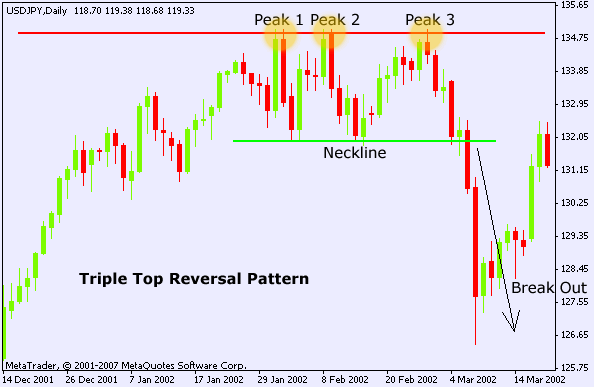 USDJPY,Daily 118.70 119.38 118.68 119.33
Peak 1 Peak 2 Peak 3
135.65
134.75
133.85
132.95
132.05
131.15
130.25
129.35
128.45
127.55
126.65
125.75
Neckline
Triple Top Reversal Pattern
Break Out
MetaTrader, © 2001-2007 MetaQuotes Software Corp.
14 Dec 2001 26 Dec 2001 7 Jan 2002 17 Jan 2002 29 Jan 2002 8 Feb 2002 20 Feb 2002 4 Mar 2002 14 Mar 2002